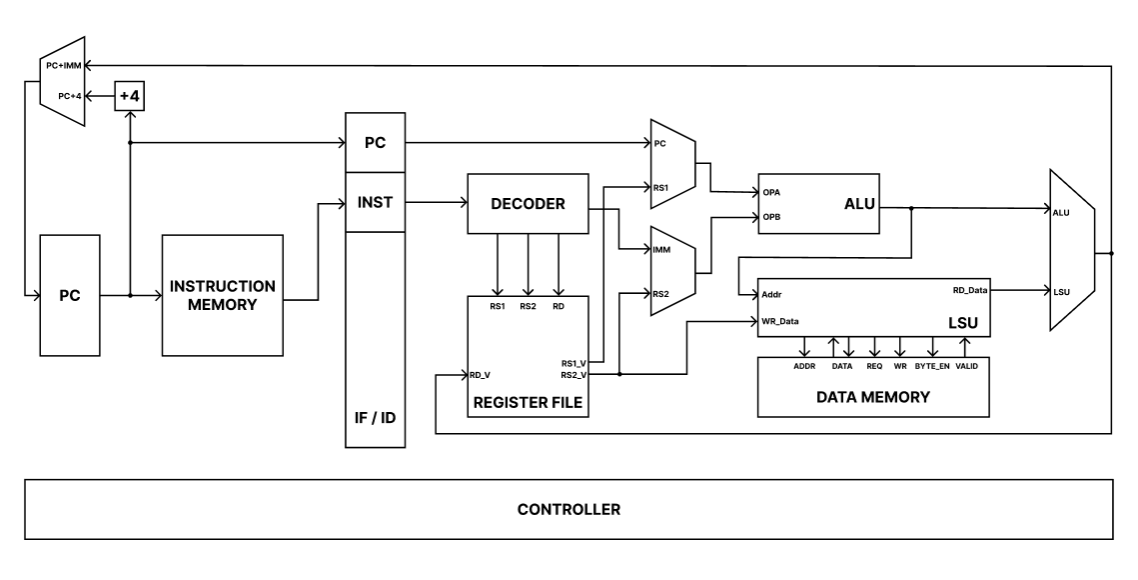 PC+IMM
PC+4
+4
PC
INSTRUCTION
MEMORY
PC
INST
IF / ID
DECODER
RS1
RS2
RD
RD_V
RS1_V
RS2_V
REGISTER FILE
PC
RS1
IMM
RS2
OPA
OPB
ALU
Addr
WR_Data
RD_Data
LSU
ADDR
DATA
REQ
WR
BYTE_EN
VALID
DATA MEMORY
ALU
LSU
CONTROLLER